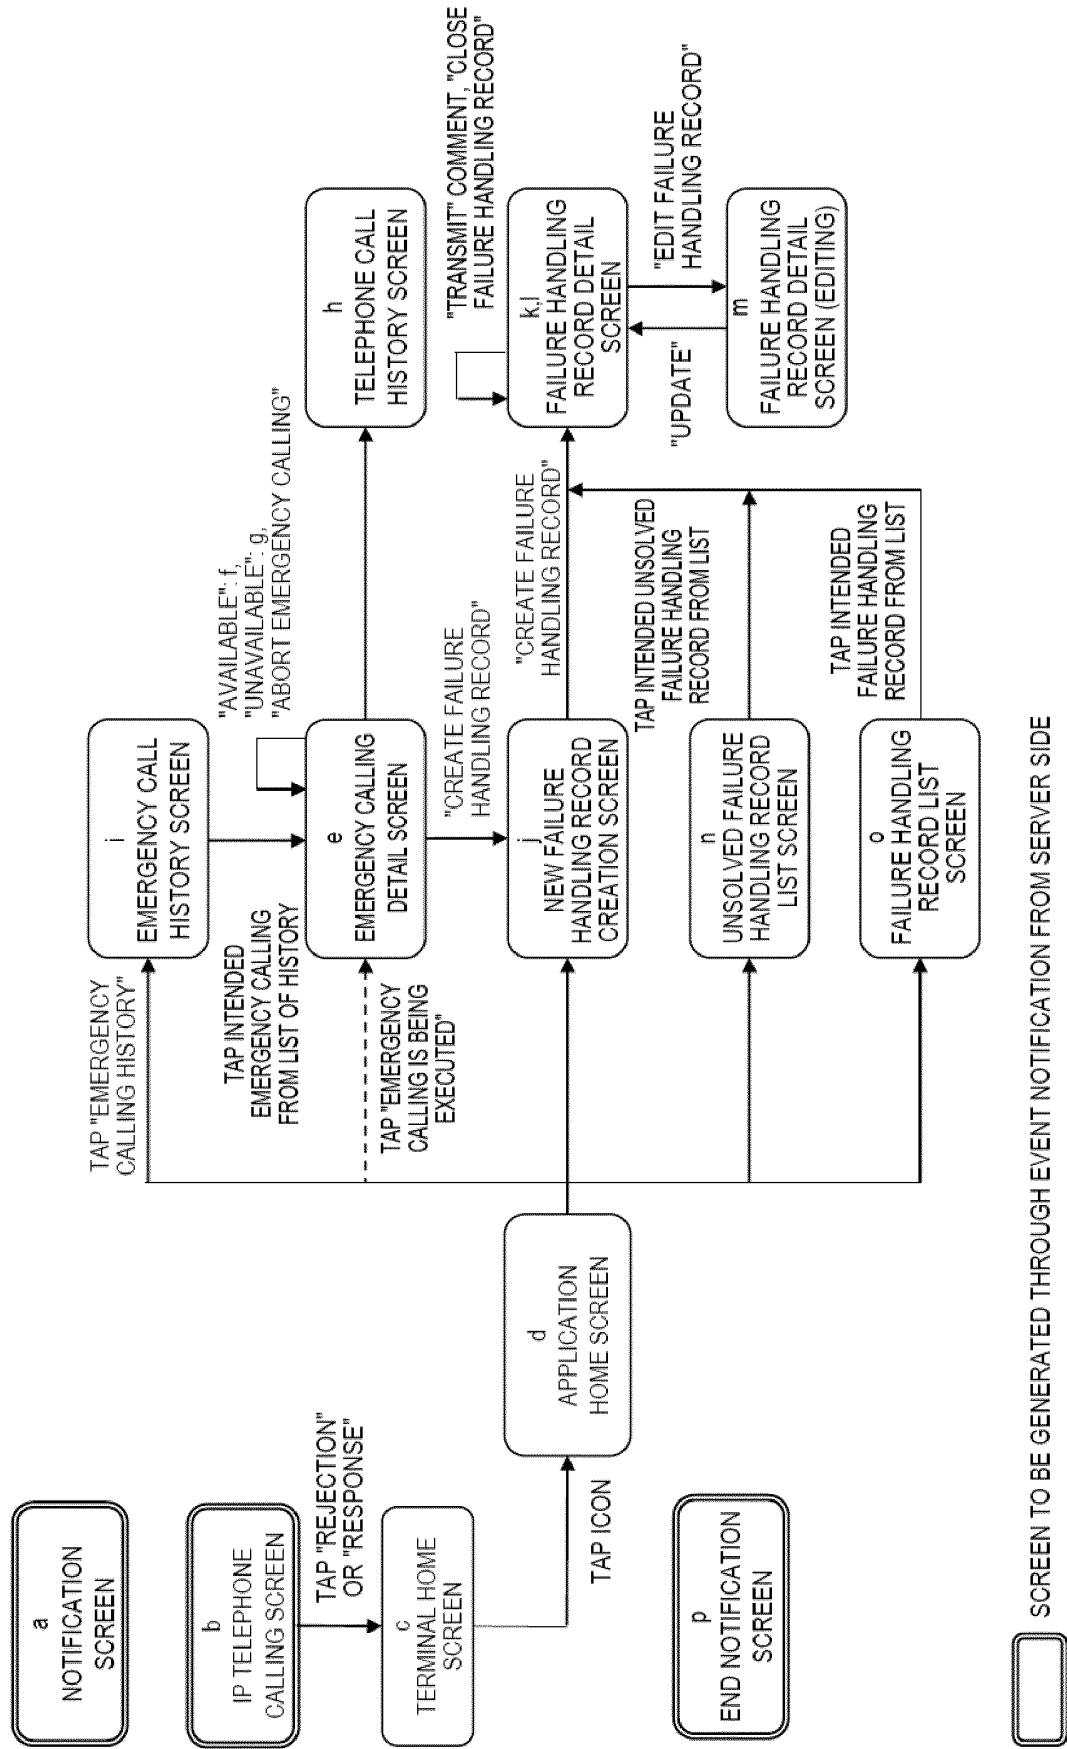 a
NOTIFICATION
SCREEN
b
IP TELEPHONE
CALLING SCREEN
TAP "REJECTION"
OR "RESPONSE"
c
TERMINAL HOME
SCREEN
TAP ICON
p
END NOTIFICATION
SCREEN
d
APPLICATION
HOME SCREEN
TAP "EMERGENCY
CALLING HISTORY"
i
EMERGENCY CALL
HISTORY SCREEN
TAP INTENDED
EMERGENCY CALLING
FROM LIST OF HISTORY
"AVAILABLE": f,
"UNAVAILABLE": g,
"ABORT EMERGENCY CALLING"
TAP "EMERGENCY
CALLING IS BEING
EXECUTED"
e
EMERGENCY CALLING
DETAIL SCREEN
h
TELEPHONE CALL
HISTORY SCREEN
"CREATE FAILURE
HANDLING RECORD"
j
NEW FAILURE
HANDLING RECORD
CREATION SCREEN
"CREATE FAILURE
HANDLING RECORD"
"TRANSMIT" COMMENT, "CLOSE
FAILURE HANDLING RECORD"
k,l
FAILURE HANDLING
RECORD DETAIL
SCREEN
"EDIT FAILURE
HANDLING RECORD"
"UPDATE"
m
FAILURE HANDLING
RECORD DETAIL
SCREEN (EDITING)
n
UNSOLVED FAILURE
HANDLING RECORD
LIST SCREEN
TAP INTENDED UNSOLVED
FAILURE HANDLING
RECORD FROM LIST
o
FAILURE HANDLING
RECORD LIST
SCREEN
TAP INTENDED
FAILURE HANDLING
RECORD FROM LIST
SCREEN TO BE GENERATED THROUGH EVENT NOTIFICATION FROM SERVER SIDE